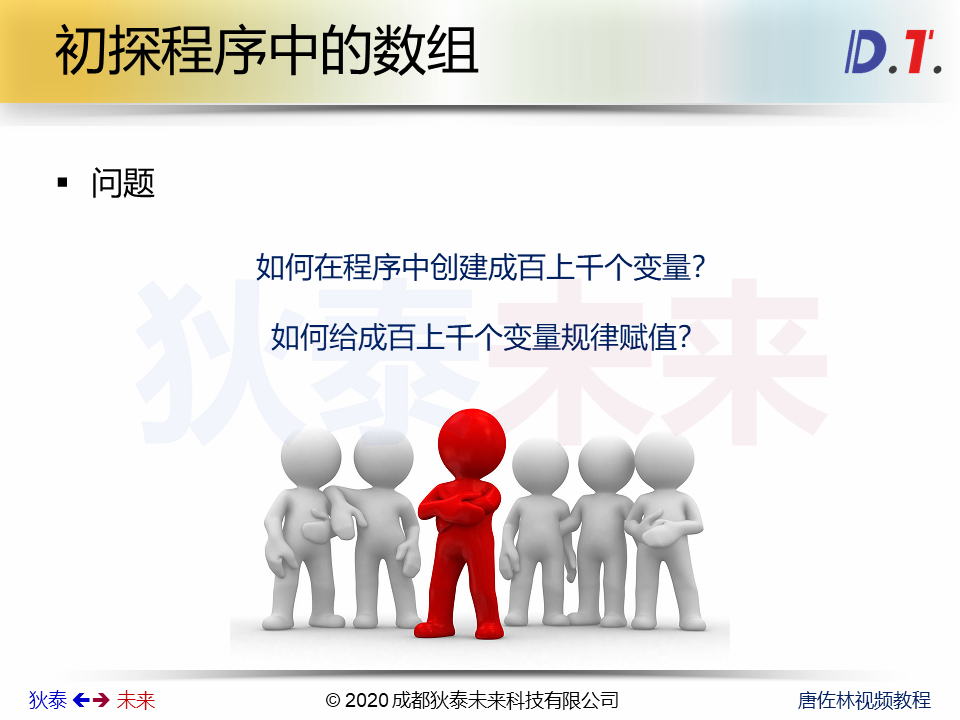 初探程序中的数组
D.T.
▪ 问题
如何在程序中创建成百上千个变量?
如何给成百上千个变量规律赋值?
狄泰未来
狄泰 ←→ 未来
© 2020 成都狄泰未来科技有限公司
唐佐林视频教程